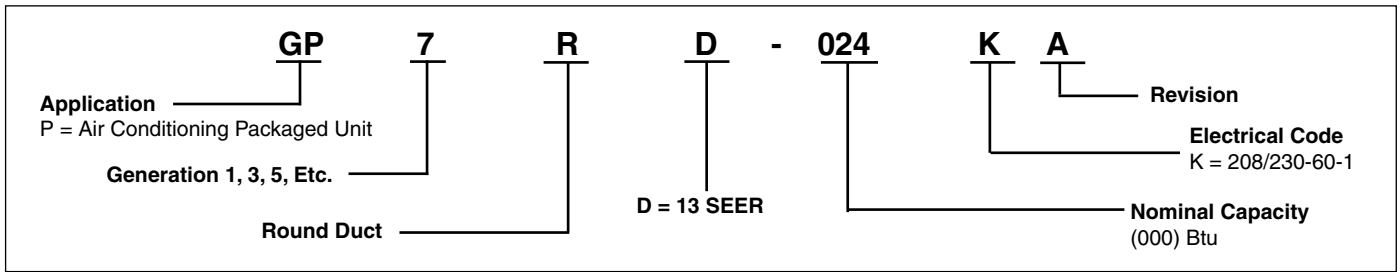 GP 7 R D - 024 K A
Application
P = Air Conditioning Packaged Unit
Generation 1, 3, 5, Etc.
Round Duct
D = 13 SEER
Revision
Electrical Code
K = 208/230-60-1
Nominal Capacity
(000) Btu